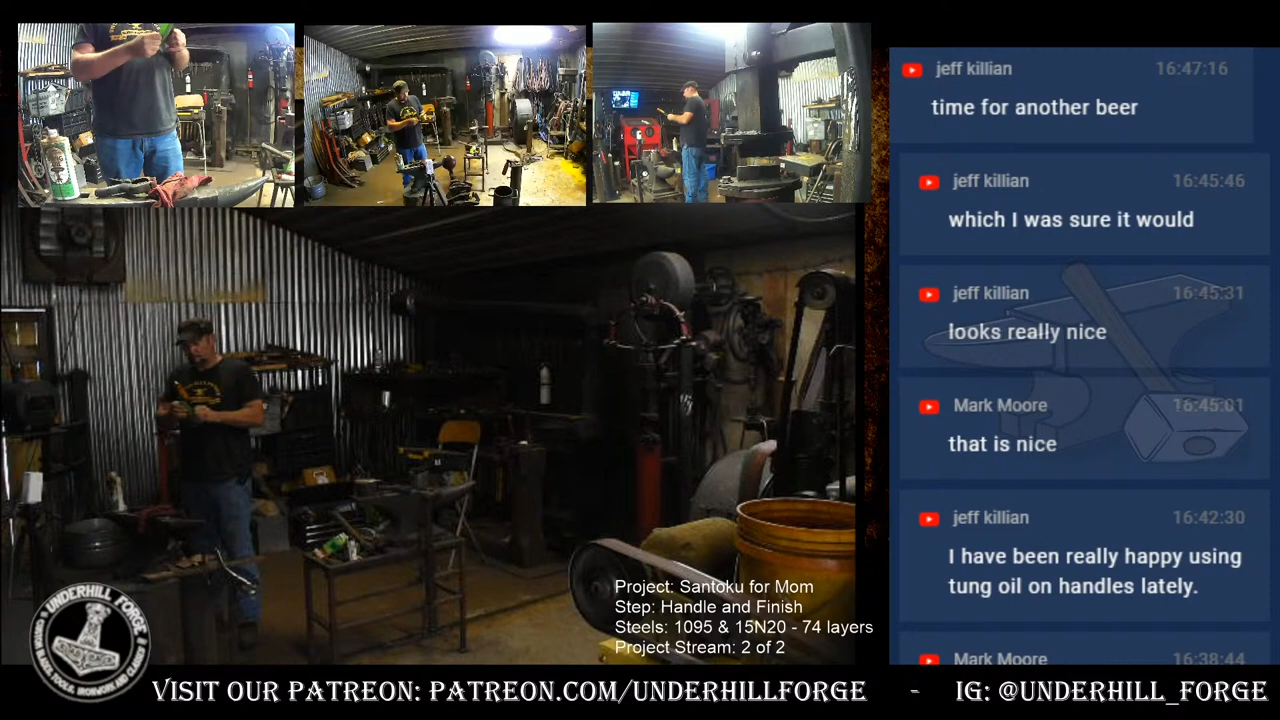 jeff killian 16:47:16
time for another beer
jeff killian 16:45:46
which I was sure it would
jeff killian 16:45:31
looks really nice
Mark Moore 16:45:01
that is nice
jeff killian 16:42:30
I have been really happy using
tung oil on handles lately.
Mark Moore 16:38:44
Project: Santoku for Mom
Step: Handle and Finish
Steels: 1095 & 15N20 - 74 layers
Project Stream: 2 of 2
UNDERHILL FORGE
VISIT OUR PATREON: PATREON.COM/UNDERHILLFORGE - IG: @UNDERHILL_FORGE